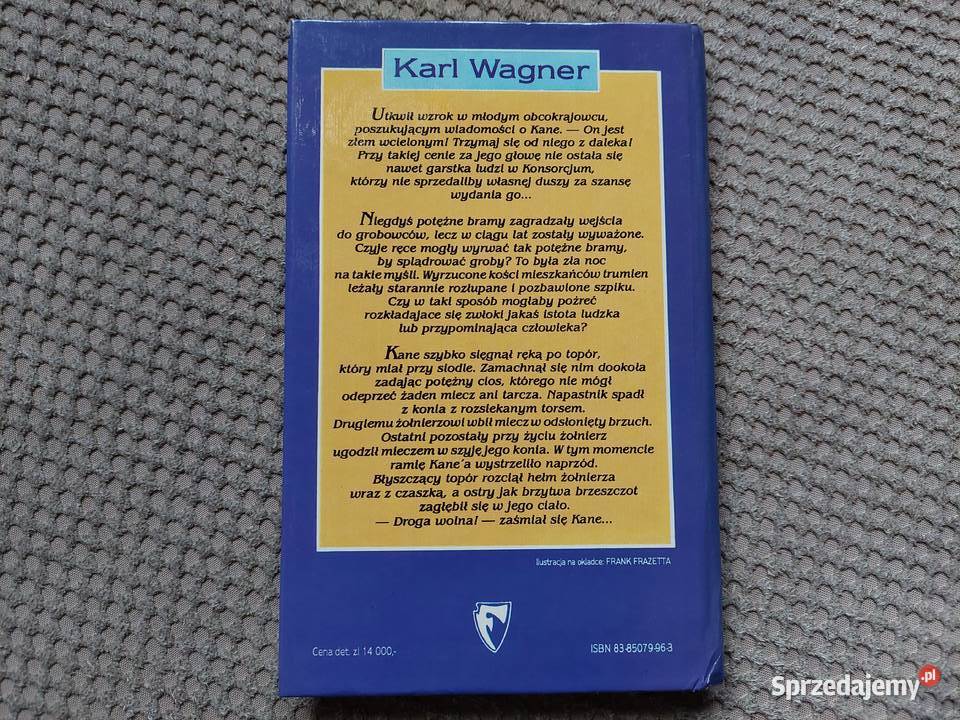 Karl Wagner
Utkwił wzrok w młodym obcokrajowcu,
poszukującym wiadomości o Kane. — On jest
złem wcielonym! Trzymaj się od niego z daleka!
Przy takiej cenie za jego głowę nie ostała się
nawet garstka ludzi w Konsorcjum,
którzy nie sprzedaliby własnej duszy za szansę
wydania go...
Niegdyś potężne bramy zagradzały wejścia
do grobowców, lecz w ciągu lat zostały wyważone.
Czyje ręce mogły wyrwać tak potężne bramy,
by splądrować groby? To była zła noc
na takie myśli. Wyrzucone kości mieszkańców trumien
leżały starannie rozłupane i pozbawione szpiku.
Czy w taki sposób mogłaby pożreć
rozkładające się zwłoki jakaś istota ludzka
lub przypominająca człowieka?
Kane szybko sięgnął ręką po topór,
który miał przy siodle. Zamachnął się nim dookoła
zadając potężny cios, którego nie mógł
odeprzeć żaden miecz ani tarcza. Napastnik spadł
z konia z rozsiekanym torsem.
Drugiemu żołnierzowi wbił miecz w odsłonięty brzuch.
Ostatni pozostały przy życiu żołnierz
ugodził mieczem w szyję jego konia. W tym momencie
ramię Kane'a wystrzeliło naprzód.
Błyszczący topór rozciął hełm żołnierza
wraz z czaszką, a ostry jak brzytwa brzeszczot
zagłębił się w jego ciało.
— Droga wolna! — zaśmiał się Kane...
Ilustracja na okładce: FRANK FRAZETTA
F
Cena det. zł 14 000,-
ISBN 83-85079-96-3
Sprzedajemy.pl